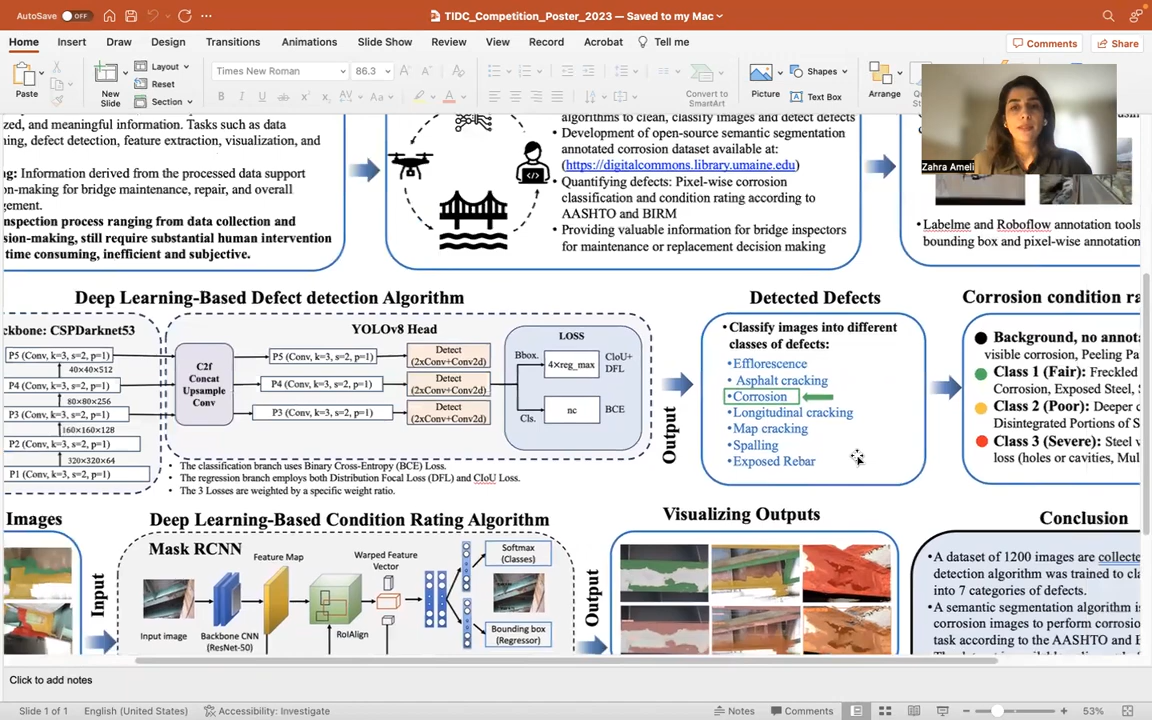 AutoSave OFF
TIDC_Competition_Poster_2023 — Saved to my Mac
Home Insert Draw Design Transitions Animations Slide Show Review View Record Acrobat Tell me
Comments Share
Paste
New
Slide
Layout
Reset
Section
Times New Roman 86.3
Convert to
SmartArt
Picture
Shapes
Text Box
Arrange
Zahra Ameli
zed, and meaningful information. Tasks such as data
ning, defect detection, feature extraction, visualization, and
ng: Information derived from the processed data support
on-making for bridge maintenance, repair, and overall
gement.
nspection process ranging from data collection and
sion-making, still require substantial human intervention
time consuming, inefficient and subjective.
algorithms to clean, classify images and detect defects
•Development of open-source semantic segmentation
annotated corrosion dataset available at:
(https://digitalcommons.library.umaine.edu)
•Quantifying defects: Pixel-wise corrosion
classification and condition rating according to
AASHTO and BIRM
•Providing valuable information for bridge inspectors
for maintenance or replacement decision making
•Labelme and Roboflow annotation tools
bounding box and pixel-wise annotation
Deep Learning-Based Defect detection Algorithm
ckbone: CSPDarknet53
P5 (Conv, k=3, s=2, p=1)
40×40×512
P4 (Conv, k=3, s=2, p=1)
80×80×256
P3 (Conv, k=3, s=2, p=1)
160×160×128
P2 (Conv, k=3, s=2, p=1)
320×320×64
P1 (Conv, k=3, s=2, p=1)
YOLOv8 Head
C2f
Concat
Upsample
Conv
P5 (Conv, k=3, s=2, p=1)
P4 (Conv, k=3, s=2, p=1)
P3 (Conv, k=3, s=2, p=1)
Detect
(2xConv+Conv2d)
Detect
(2xConv+Conv2d)
Detect
(2xConv+Conv2d)
LOSS
Bbox.
4×reg_max
CIoU+
DFL
Cls.
nc
BCE
•The classification branch uses Binary Cross-Entropy (BCE) Loss.
•The regression branch employs both Distribution Focal Loss (DFL) and CIoU Loss.
•The 3 Losses are weighted by a specific weight ratio.
Output
Detected Defects
•Classify images into different
classes of defects:
•Efflorescence
•Asphalt cracking
•Corrosion
•Longitudinal cracking
•Map cracking
•Spalling
•Exposed Rebar
Corrosion condition ra
Background, no annot
visible corrosion, Peeling Pa
Class 1 (Fair): Freckled
Corrosion, Exposed Steel,
Class 2 (Poor): Deeper c
Disintegrated Portions of S
Class 3 (Severe): Steel
loss (holes or cavities, Mul
Images
Input
Deep Learning-Based Condition Rating Algorithm
Mask RCNN
Input image
Backbone CNN
(ResNet-50)
Feature Map
RoIAlign
Warped Feature
Vector
Softmax
(Classes)
Bounding box
(Regressor)
Output
Visualizing Outputs
Conclusion
•A dataset of 1200 images are collecte
detection algorithm was trained to cla
into 7 categories of defects.
•A semantic segmentation algorithm i
corrosion images to perform corrosio
task according to the AASHTO and
Click to add notes
Slide 1 of 1 English (United States) Accessibility: Investigate Notes Comments 53%